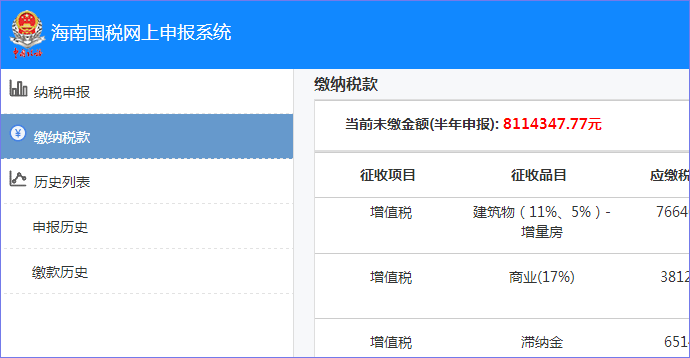 海南国税网上申报系统
纳税申报
缴纳税款
历史列表
申报历史
缴款历史
缴纳税款
当前未缴金额(半年申报): 8114347.77元
征收项目 征收品目 应缴税
增值税 建筑物（11%、5%）- 7664
增量房
增值税 商业(17%) 3812
增值税 滞纳金 651